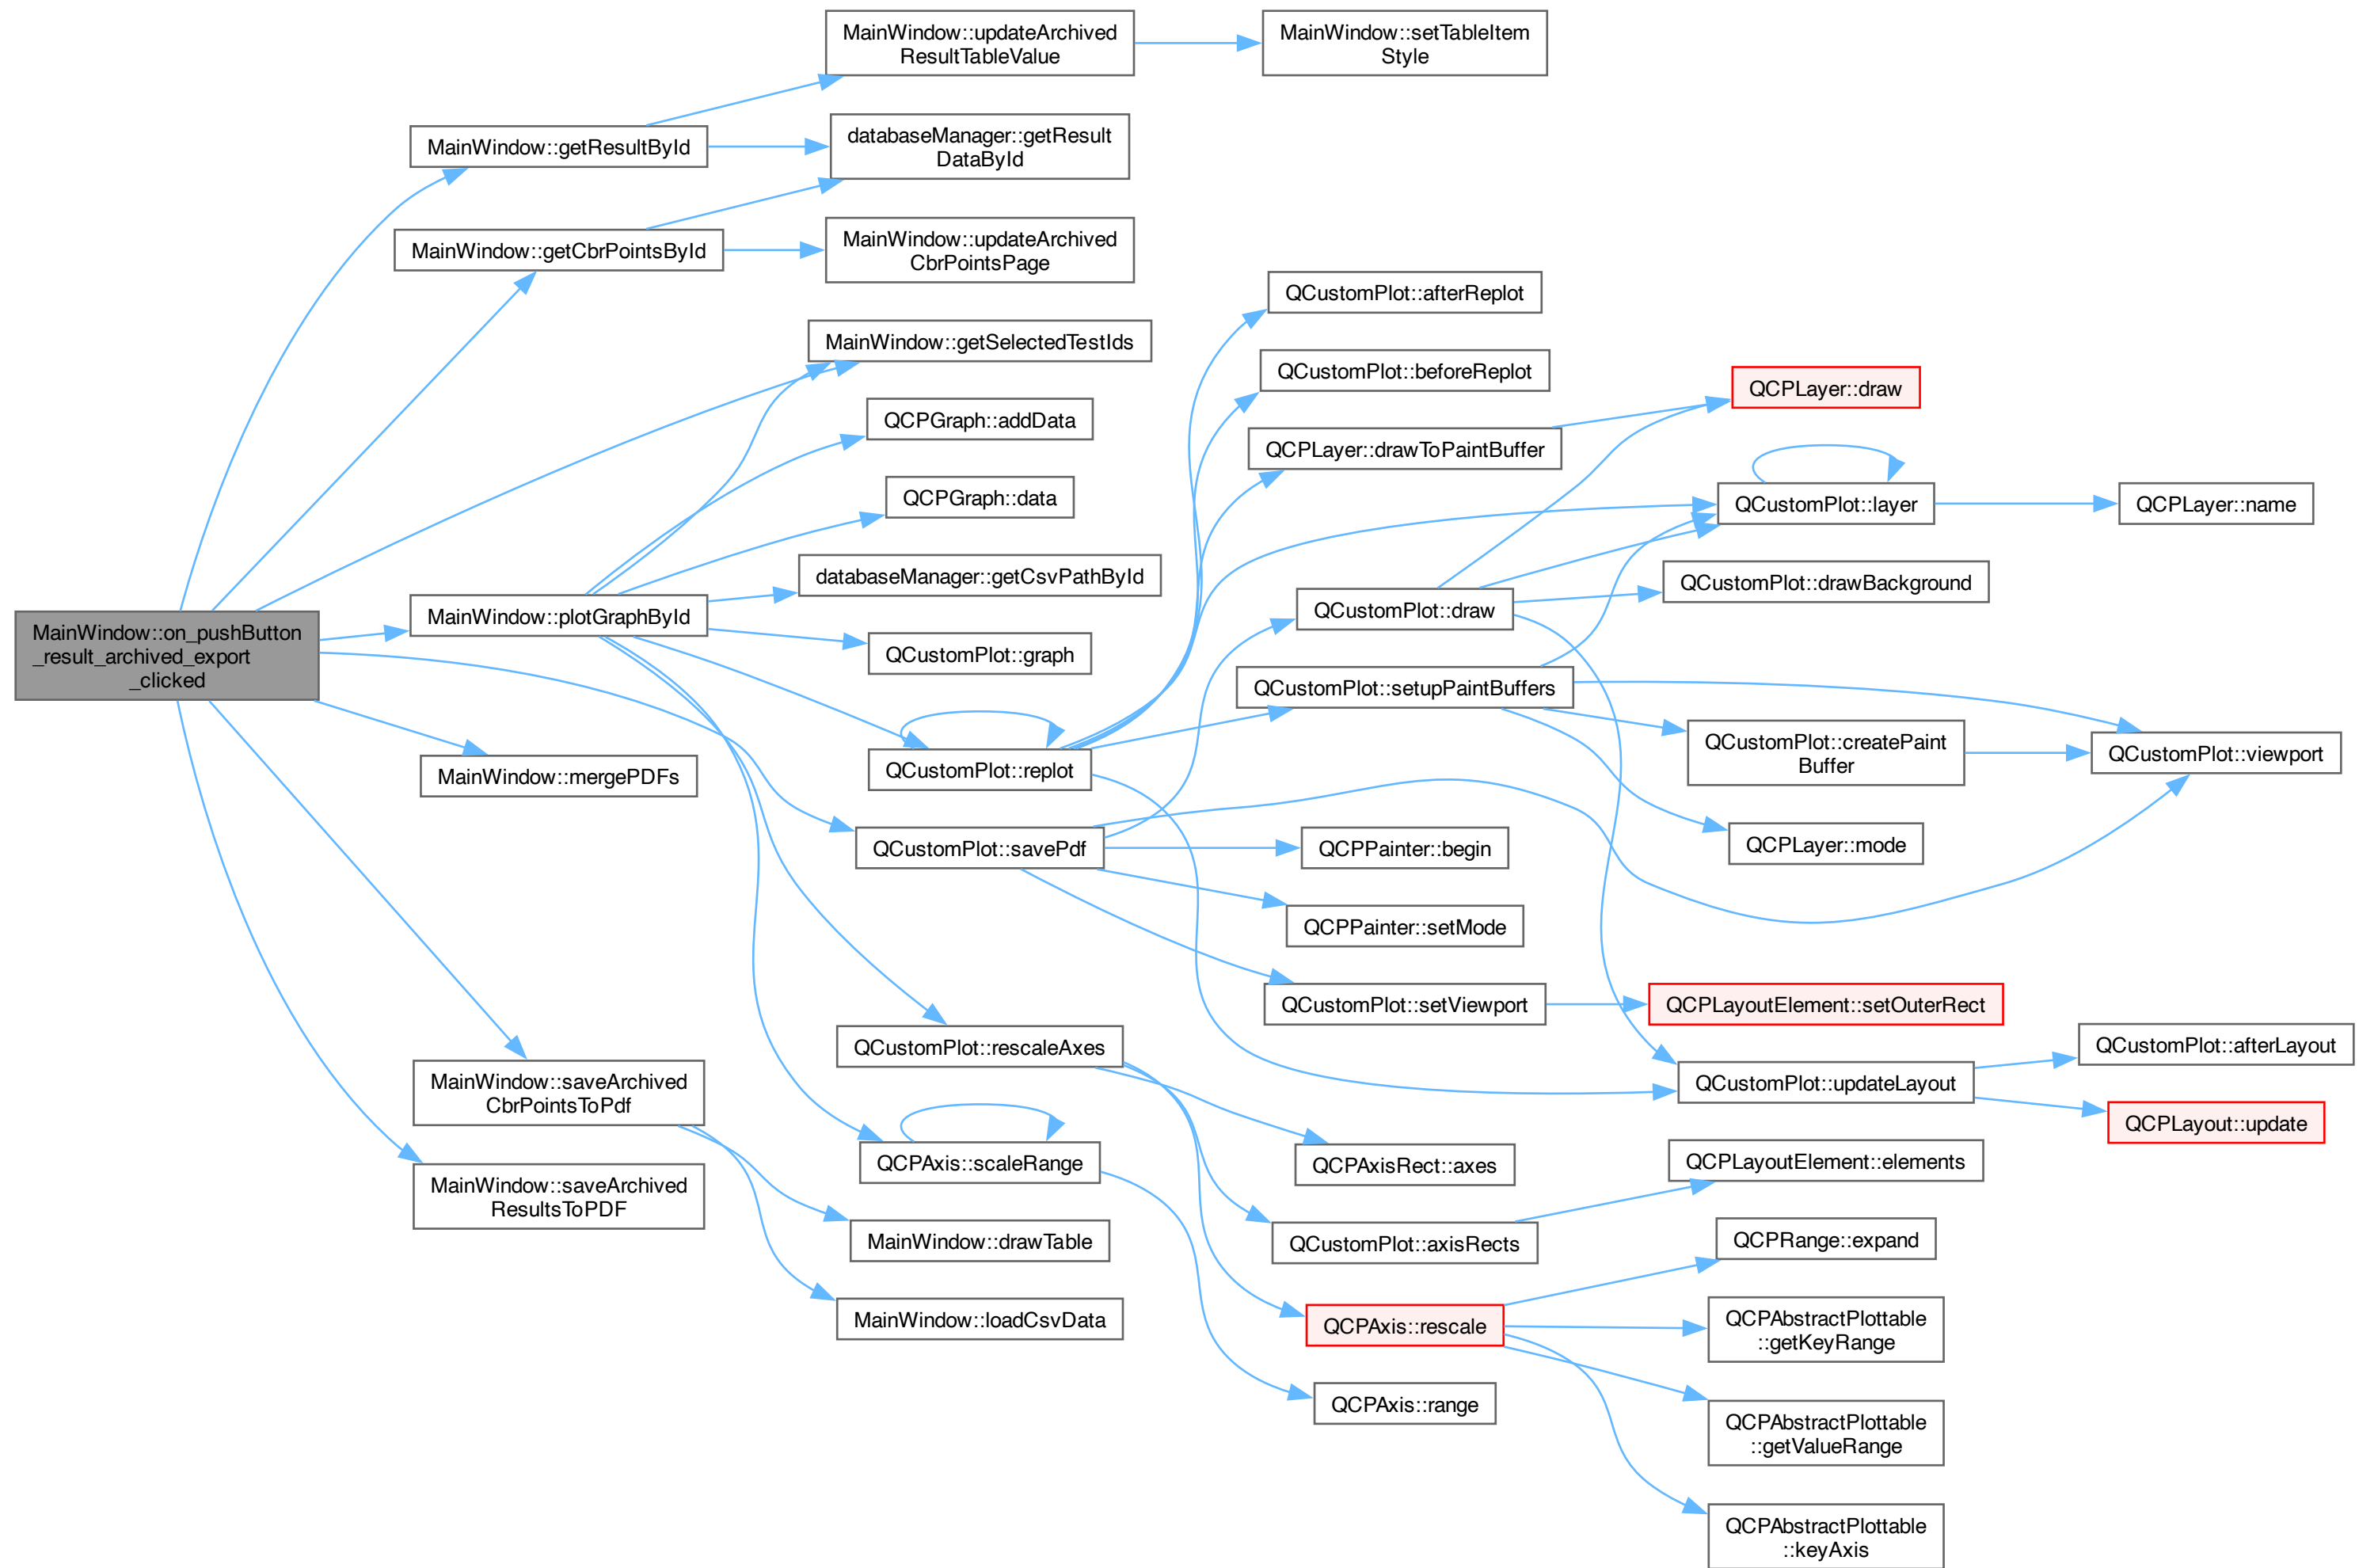 MainWindow::on_pushButton
_result_archived_export
_clicked
MainWindow::getResultById
MainWindow::getCbrPointsById
MainWindow::plotGraphById
MainWindow::mergePDFs
MainWindow::saveArchived
CbrPointsToPdf
MainWindow::saveArchived
ResultsToPDF
MainWindow::updateArchived
ResultTableValue
databaseManager::getResult
DataById
MainWindow::updateArchived
CbrPointsPage
MainWindow::getSelectedTestIds
QCPGraph::addData
QCPGraph::data
databaseManager::getCsvPathById
QCustomPlot::graph
QCustomPlot::replot
QCustomPlot::savePdf
QCustomPlot::rescaleAxes
QCPAxis::scaleRange
MainWindow::drawTable
MainWindow::loadCsvData
MainWindow::setTableItem
Style
QCustomPlot::afterReplot
QCustomPlot::beforeReplot
QCPLayer::drawToPaintBuffer
QCustomPlot::draw
QCustomPlot::setupPaintBuffers
QCPPainter::begin
QCPPainter::setMode
QCustomPlot::setViewport
QCPAxisRect::axes
QCustomPlot::axisRects
QCPAxis::rescale
QCPAxis::range
QCPLayer::draw
QCustomPlot::layer
QCustomPlot::drawBackground
QCustomPlot::createPaint
Buffer
QCPLayer::mode
QCPLayoutElement::setOuterRect
QCustomPlot::updateLayout
QCPLayoutElement::elements
QCPRange::expand
QCPAbstractPlottable
::getKeyRange
QCPAbstractPlottable
::getValueRange
QCPAbstractPlottable
::keyAxis
QCPLayer::name
QCustomPlot::viewport
QCustomPlot::afterLayout
QCPLayout::update